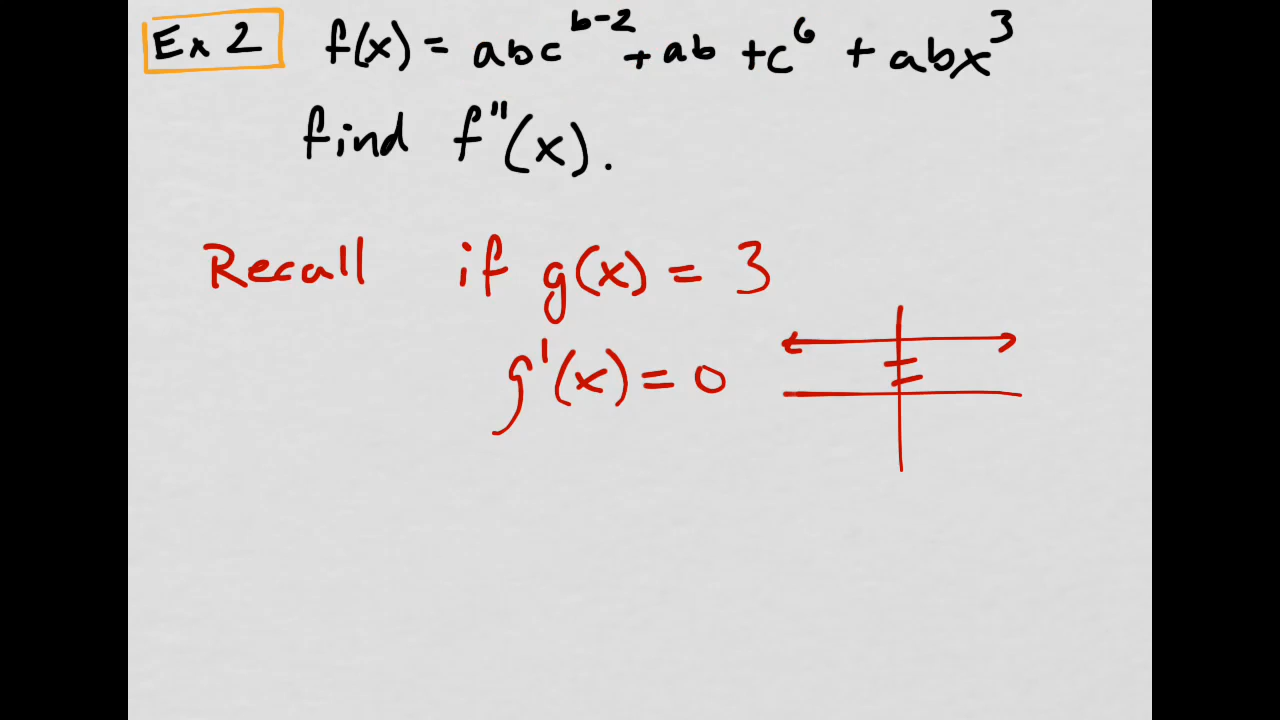 Ex 2 f(x) = abc^{b-2} + ab + c^6 + abx^3
find f"(x).
Recall if g(x) = 3
g'(x) = 0